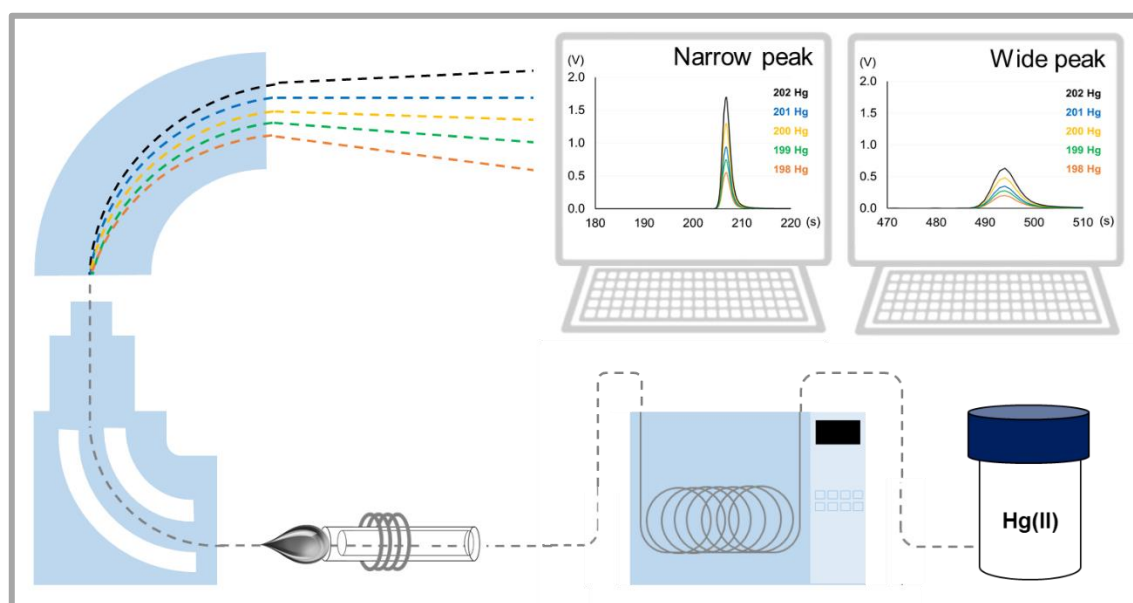 Narrow peak
(V)
2.0
1.5
1.0
0.5
0.0
202 Hg
201 Hg
200 Hg
199 Hg
198 Hg
180 190 200 210 220 (s)
Wide peak
(V)
2.0
1.5
1.0
0.5
0.0
202 Hg
201 Hg
200 Hg
199 Hg
198 Hg
470 480 490 500 510 (s)
Hg(II)